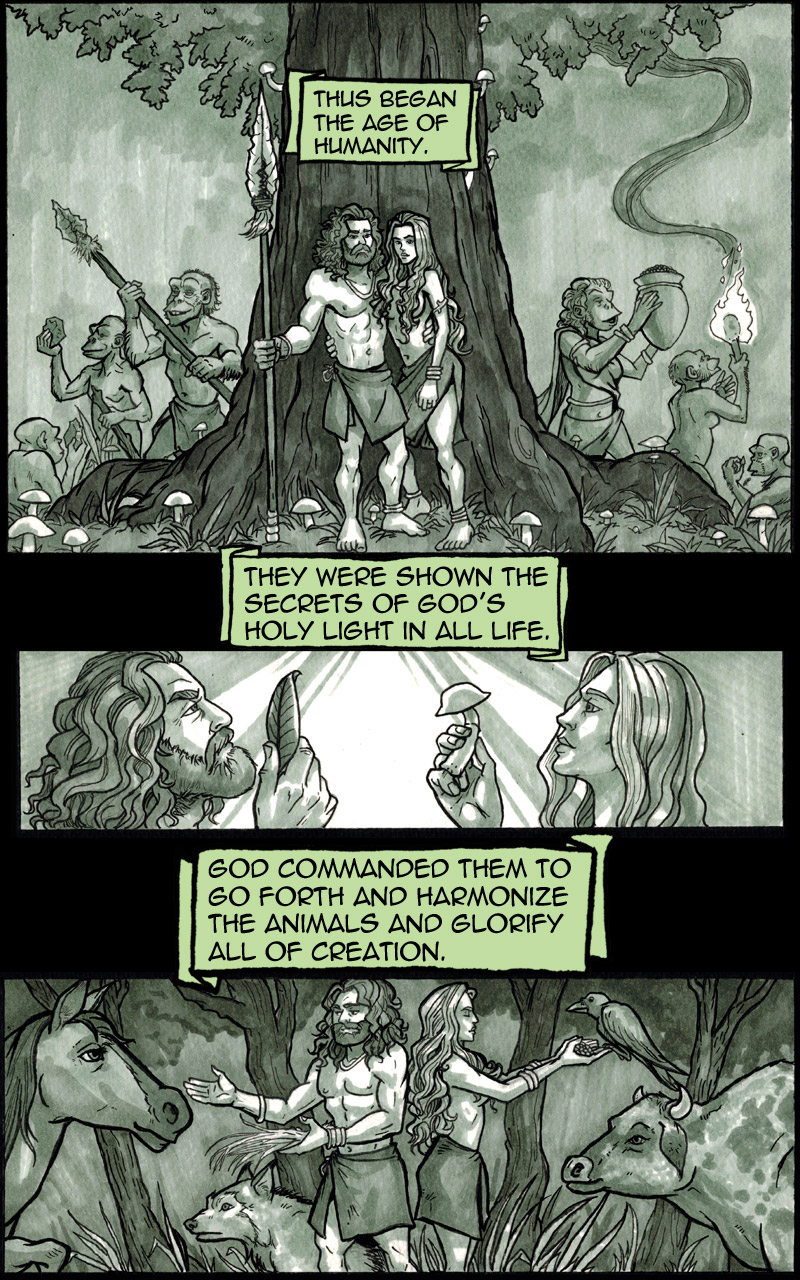 THUS BEGAN
THE AGE OF
HUMANITY.
THEY WERE SHOWN THE
SECRETS OF GOD'S
HOLY LIGHT IN ALL LIFE.
GOD COMMANDED THEM TO
GO FORTH AND HARMONIZE
THE ANIMALS AND GLORIFY
ALL OF CREATION.